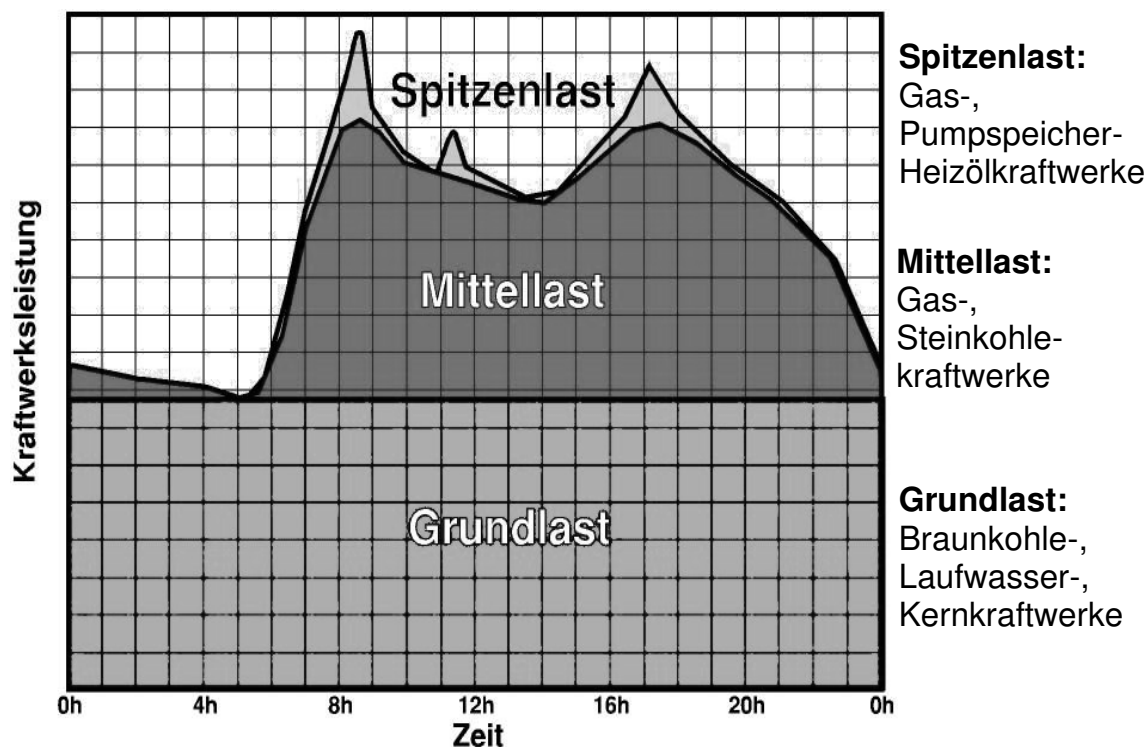 Spitzenlast
Mittellast
Grundlast
Kraftwerksleistung
0h 4h 8h 12h 16h 20h 0h
Zeit
Spitzenlast:
Gas-,
Pumpspeicher-
Heizölkraftwerke
Mittellast:
Gas-,
Steinkohle-
kraftwerke
Grundlast:
Braunkohle-,
Laufwasser-,
Kernkraftwerke